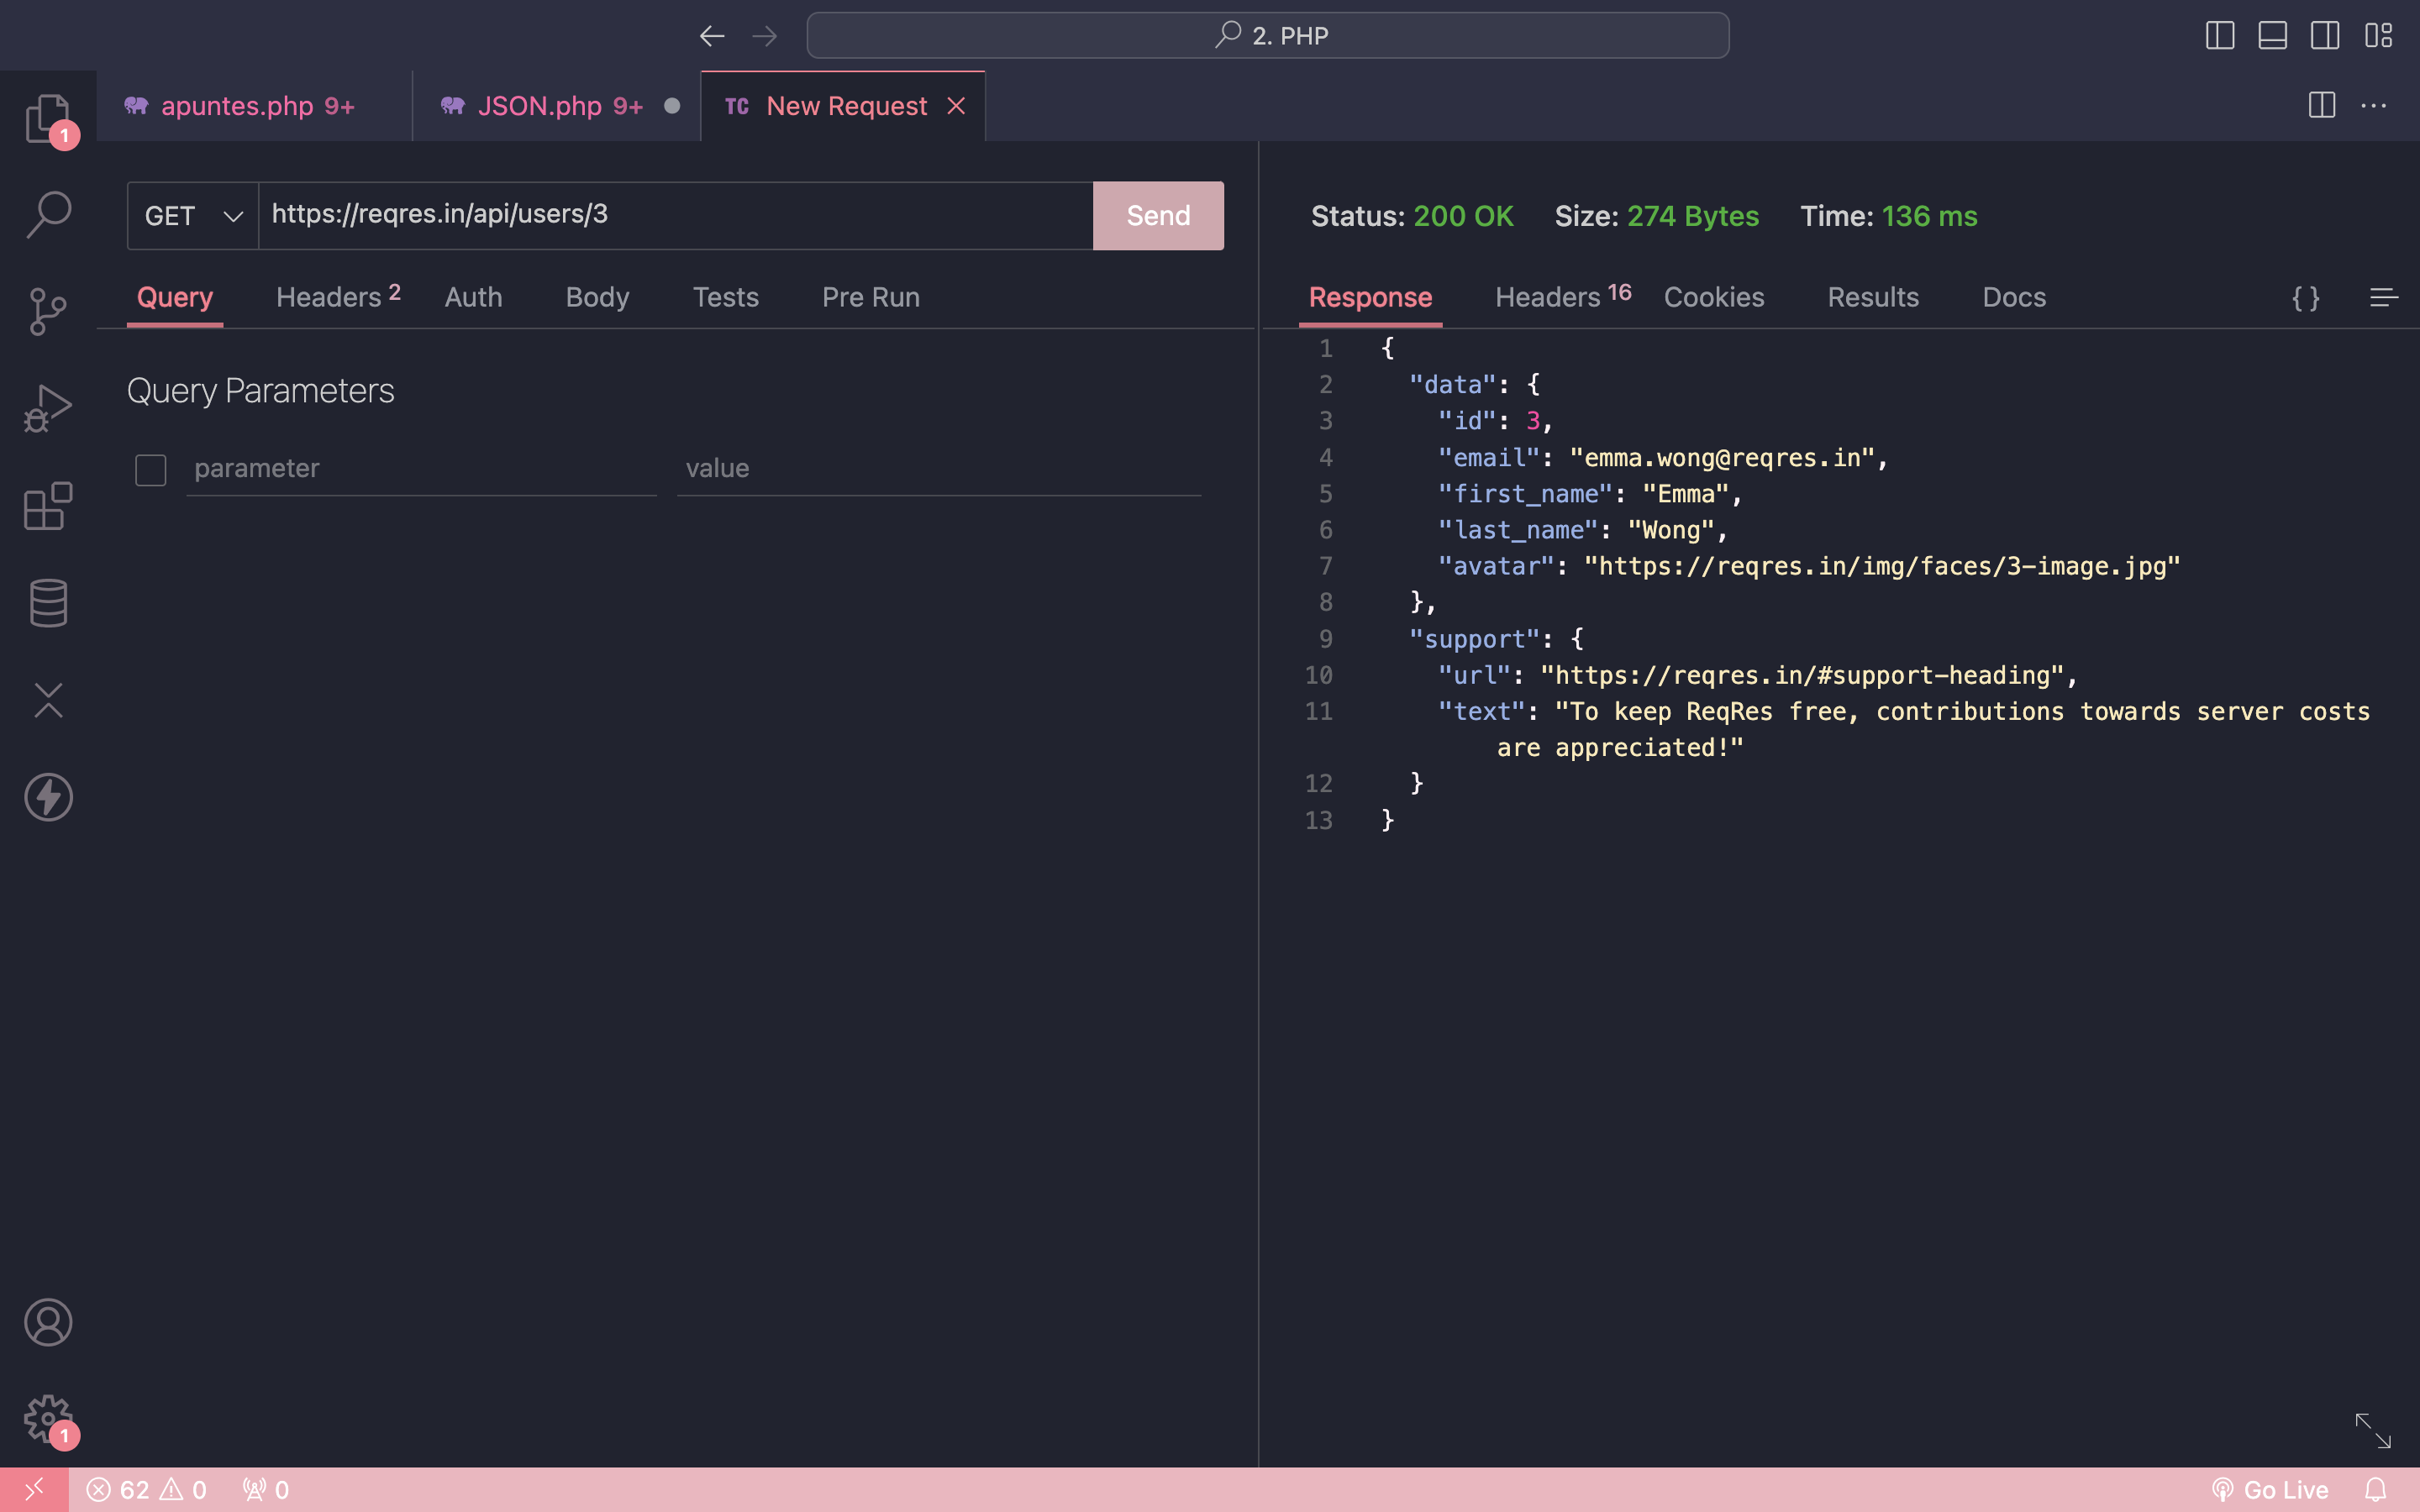 2. PHP
1
apuntes.php 9+
JSON.php 9+
TC New Request
GET https://reqres.in/api/users/3 Send
Query Headers 2 Auth Body Tests Pre Run
Query Parameters
parameter value
Status: 200 OK Size: 274 Bytes Time: 136 ms
Response Headers 16 Cookies Results Docs { }
1 {
2 "data": {
3 "id": 3,
4 "email": "emma.wong@reqres.in",
5 "first_name": "Emma",
6 "last_name": "Wong",
7 "avatar": "https://reqres.in/img/faces/3-image.jpg"
8 },
9 "support": {
10 "url": "https://reqres.in/#support-heading",
11 "text": "To keep ReqRes free, contributions towards server costs
are appreciated!"
12 }
13 }
1
62 0 0 Go Live